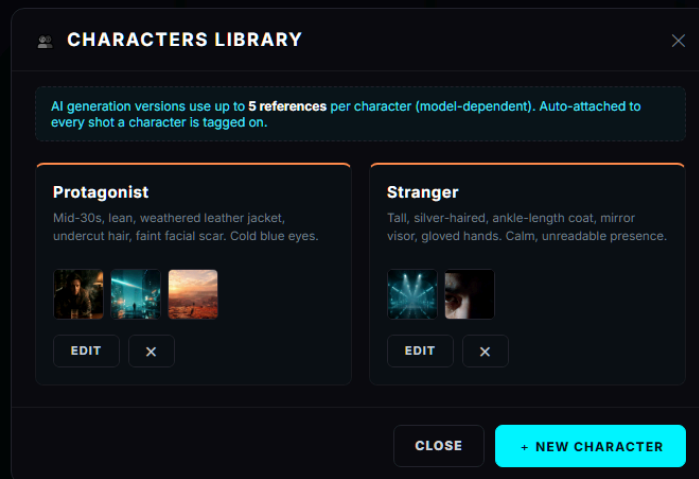 CHARACTERS LIBRARY
AI generation versions use up to 5 references per character (model-dependent). Auto-attached to
every shot a character is tagged on.
Protagonist
Mid-30s, lean, weathered leather jacket,
undercut hair, faint facial scar. Cold blue eyes.
EDIT
Stranger
Tall, silver-haired, ankle-length coat, mirror
visor, gloved hands. Calm, unreadable presence.
EDIT
CLOSE
+ NEW CHARACTER